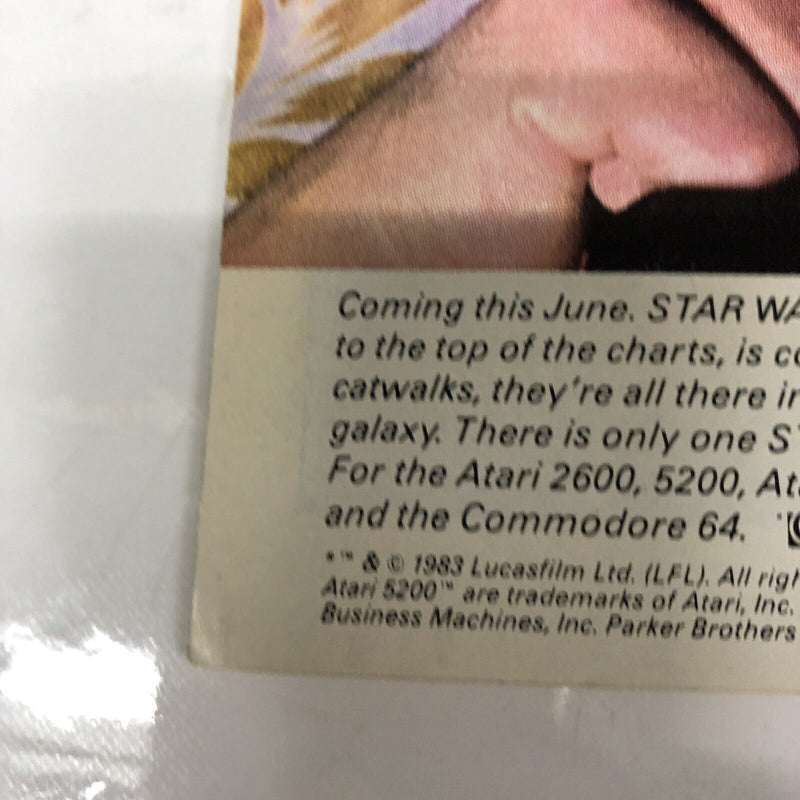 Coming this June. STAR WA
to the top of the charts, is co
catwalks, they're all there in
galaxy. There is only one S
For the Atari 2600, 5200, Ata
and the Commodore 64.
*™ & © 1983 Lucasfilm Ltd. (LFL). All righ
Atari 5200™ are trademarks of Atari, Inc.
Business Machines, Inc. Parker Brothers